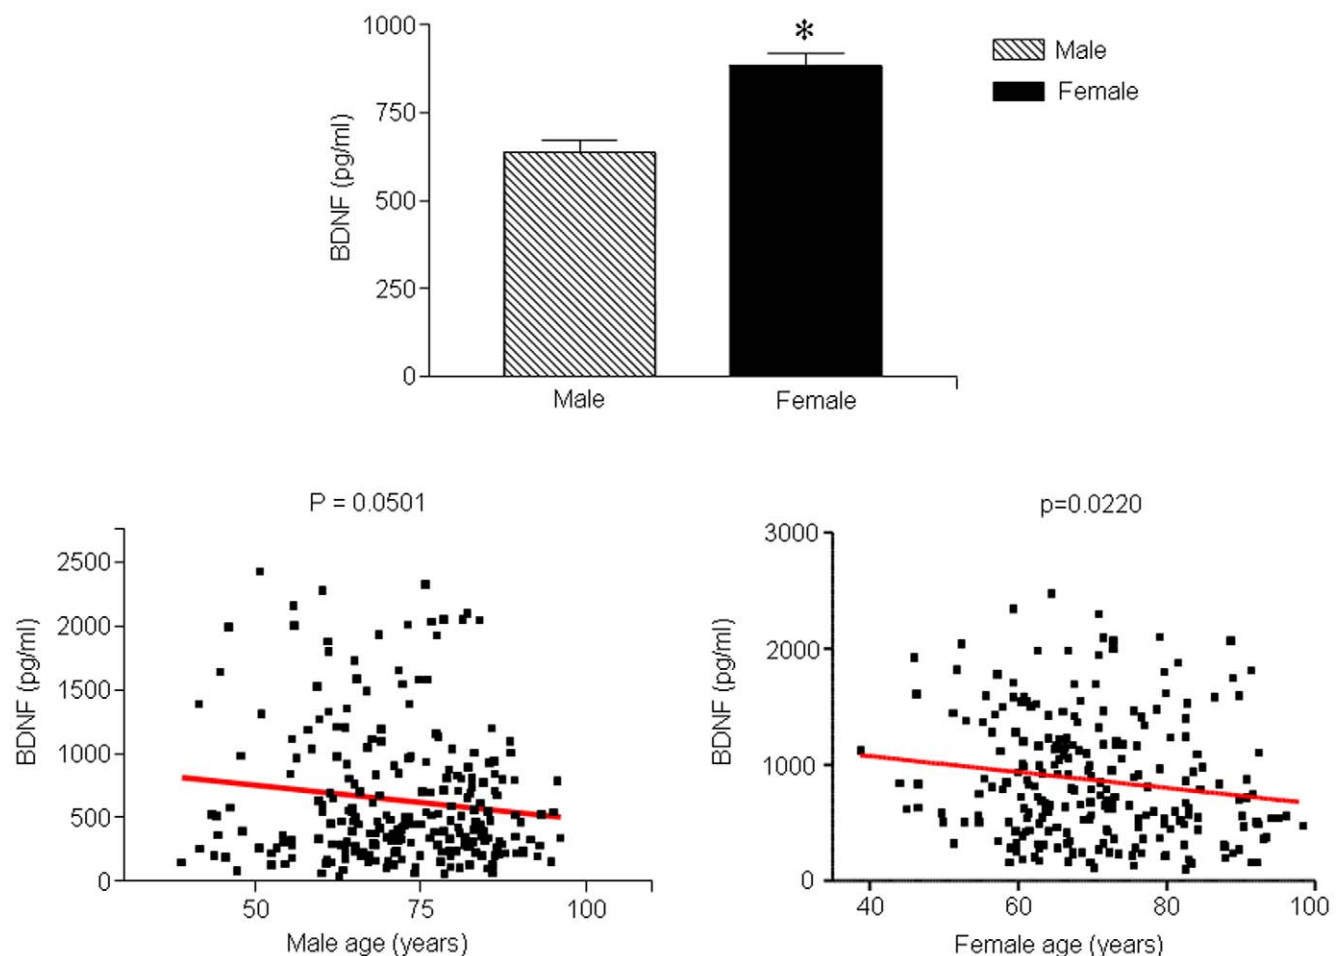 1000
750
500
250
0
BDNF (pg/ml)
*
Male
Female
Male
Female
P = 0.0501
2500
2000
1500
1000
500
0
BDNF (pg/ml)
50
75
100
Male age (years)
p=0.0220
3000
2000
1000
0
BDNF (pg/ml)
40
60
80
100
Female age (years)